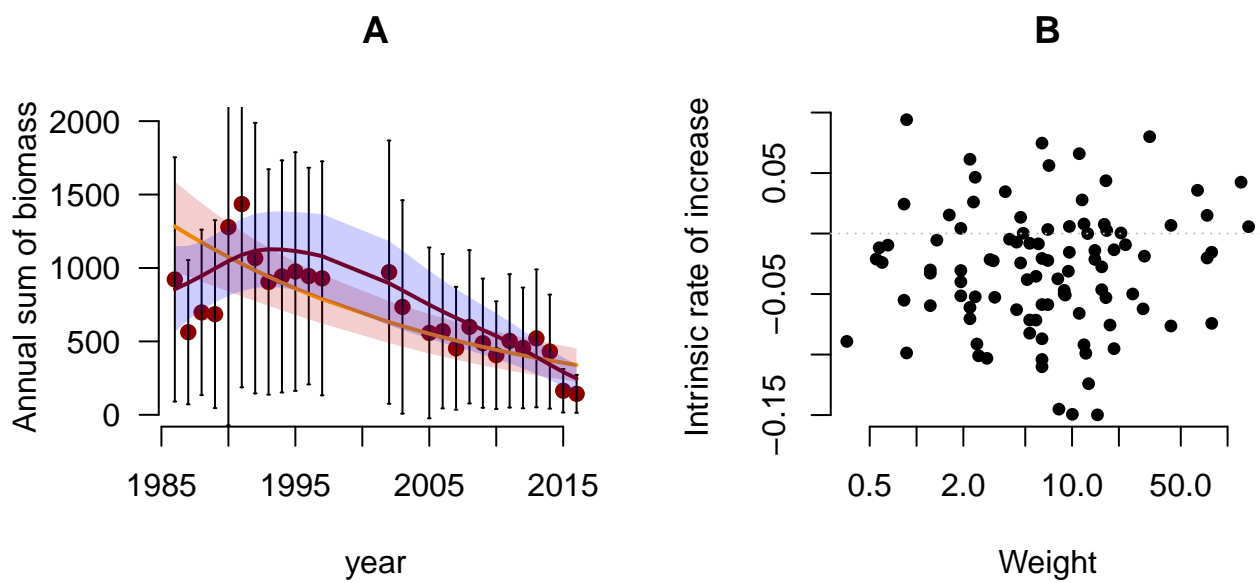 A
Annual sum of biomass
2000
1500
1000
500
0
1985
1995
2005
2015
year
B
Intrinsic rate of increase
0.05
−0.05
−0.15
0.5
2.0
10.0
50.0
Weight